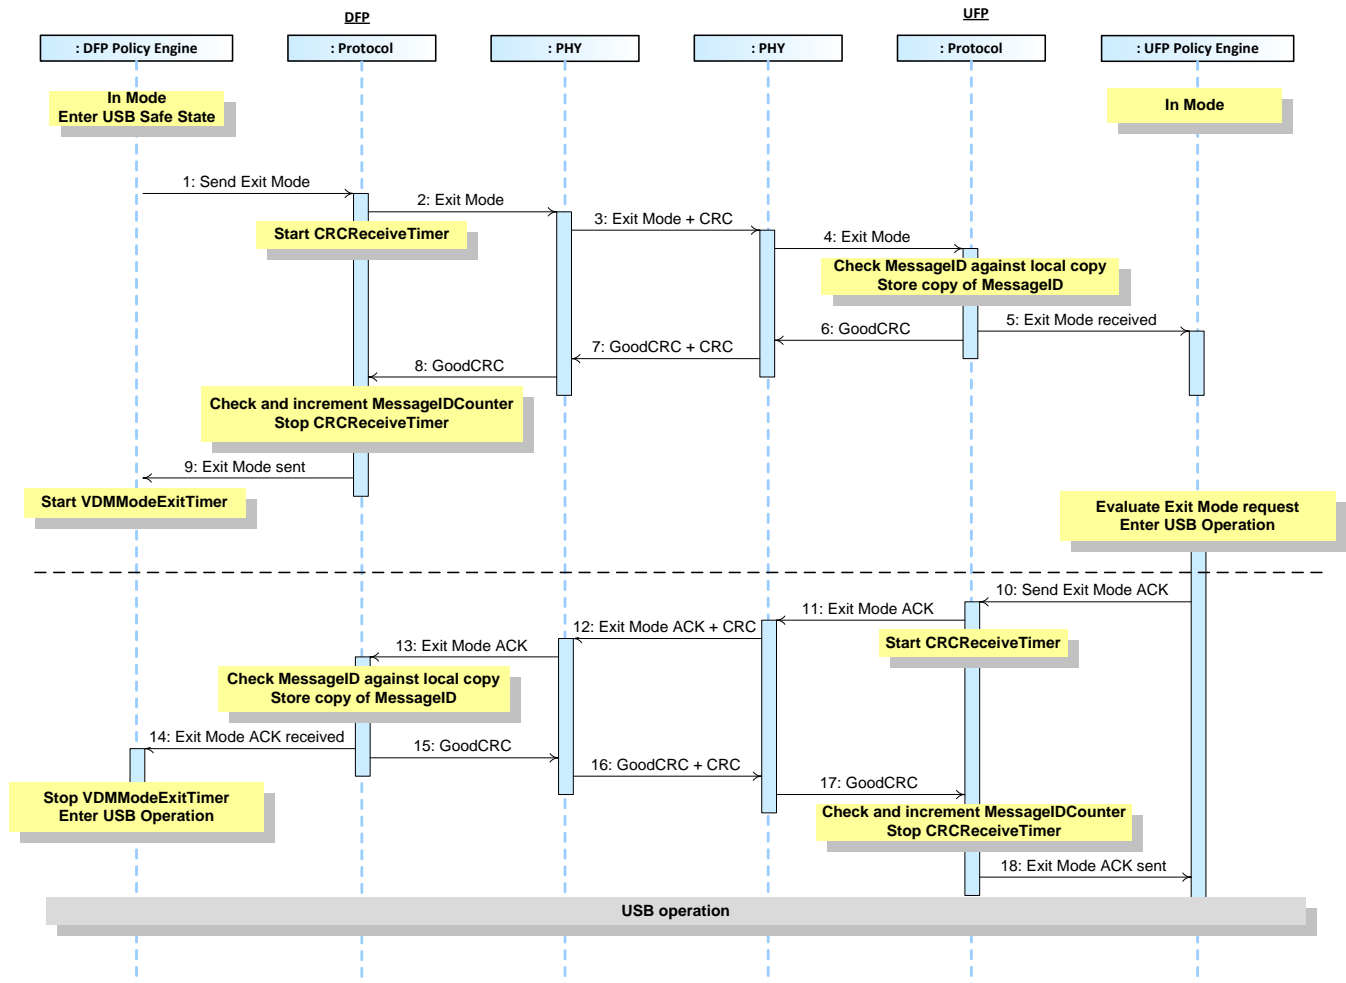 DFP
UFP
: DFP Policy Engine
: Protocol
: PHY
: PHY
: Protocol
: UFP Policy Engine
In Mode
Enter USB Safe State
In Mode
1: Send Exit Mode
2: Exit Mode
3: Exit Mode + CRC
Start CRCReceiveTimer
4: Exit Mode
Check MessageID against local copy
Store copy of MessageID
5: Exit Mode received
6: GoodCRC
7: GoodCRC + CRC
8: GoodCRC
Check and increment MessageIDCounter
Stop CRCReceiveTimer
9: Exit Mode sent
Start VDMModeExitTimer
Evaluate Exit Mode request
Enter USB Operation
10: Send Exit Mode ACK
11: Exit Mode ACK
12: Exit Mode ACK + CRC
Start CRCReceiveTimer
13: Exit Mode ACK
Check MessageID against local copy
Store copy of MessageID
14: Exit Mode ACK received
15: GoodCRC
16: GoodCRC + CRC
17: GoodCRC
Stop VDMModeExitTimer
Enter USB Operation
Check and increment MessageIDCounter
Stop CRCReceiveTimer
18: Exit Mode ACK sent
USB operation